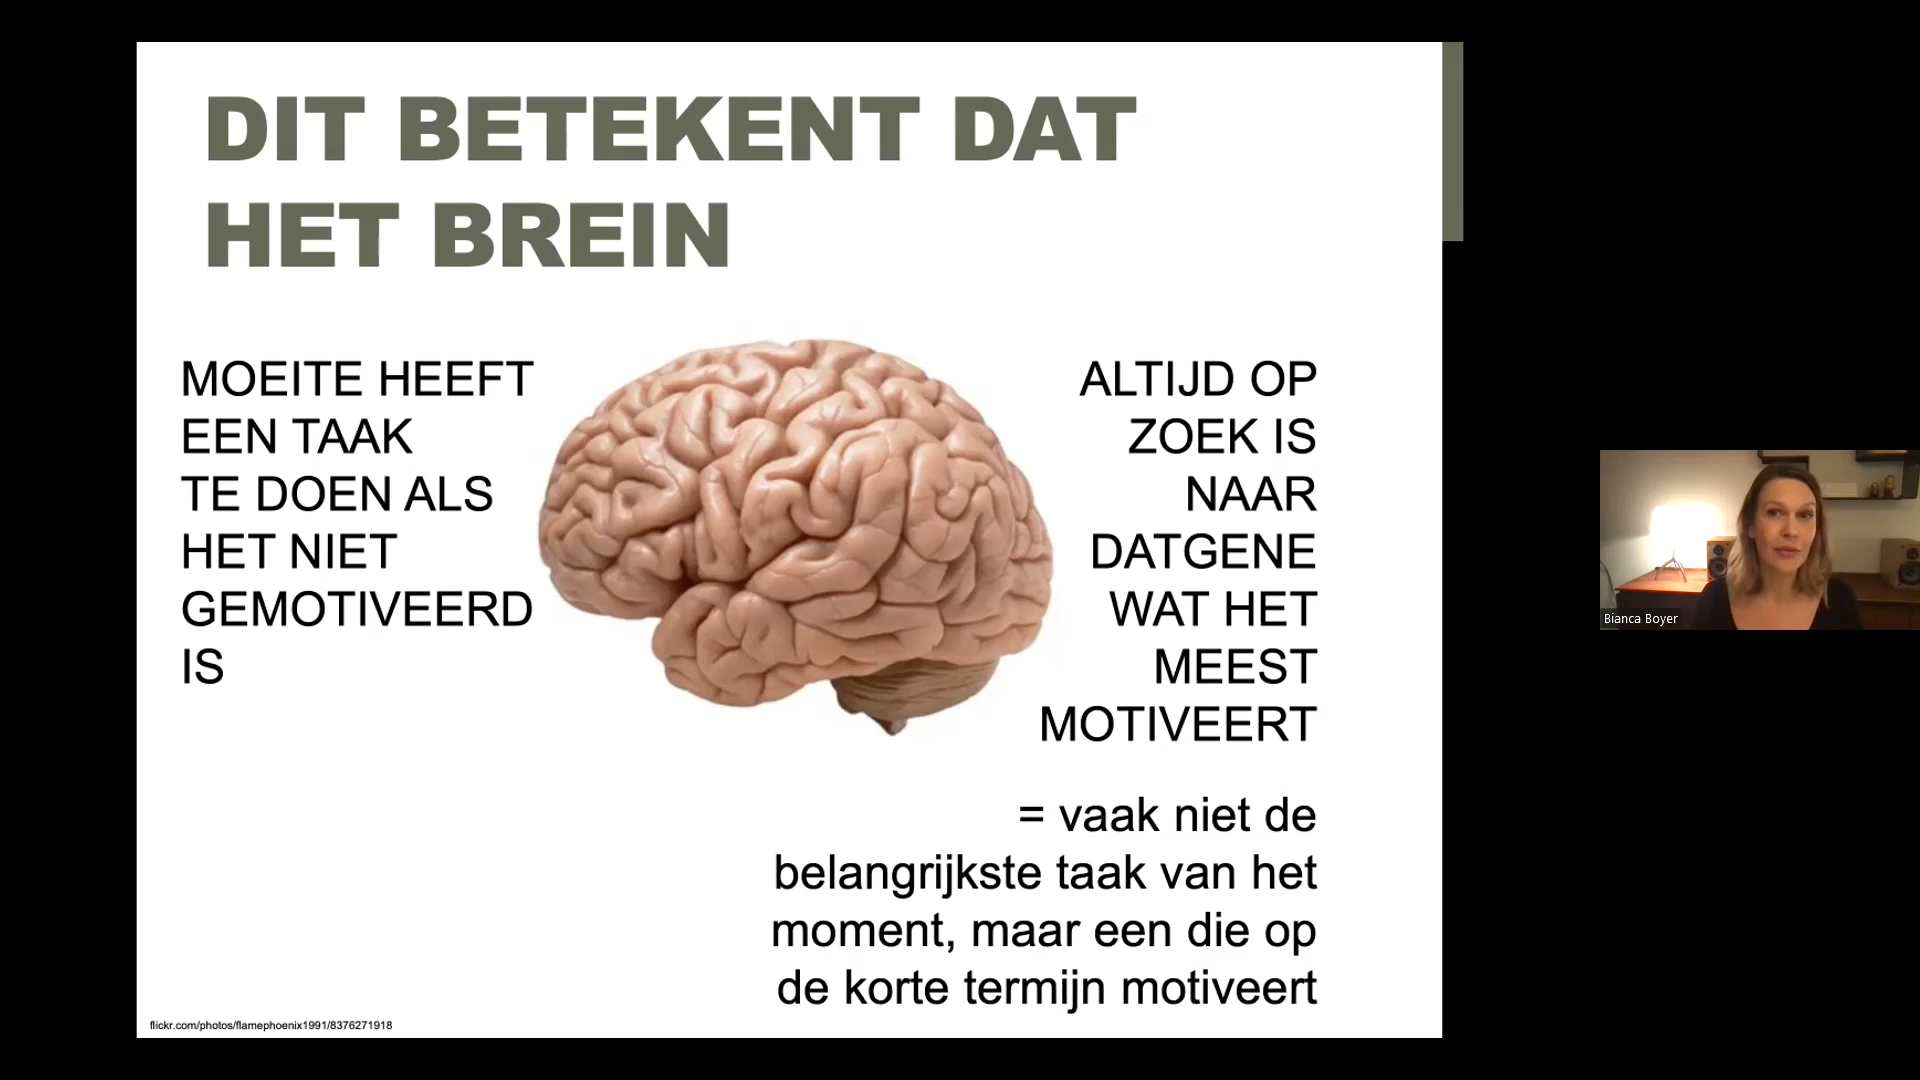 DIT BETEKENT DAT
HET BREIN
MOEITE HEEFT
EEN TAAK
TE DOEN ALS
HET NIET
GEMOTIVEERD
IS
ALTIJD OP
ZOEK IS
NAAR
DATGENE
WAT HET
MEEST
MOTIVEERT
= vaak niet de
belangrijkste taak van het
moment, maar een die op
de korte termijn motiveert
flickr.com/photos/flamephoenix1991/8376271918
Bianca Boyer